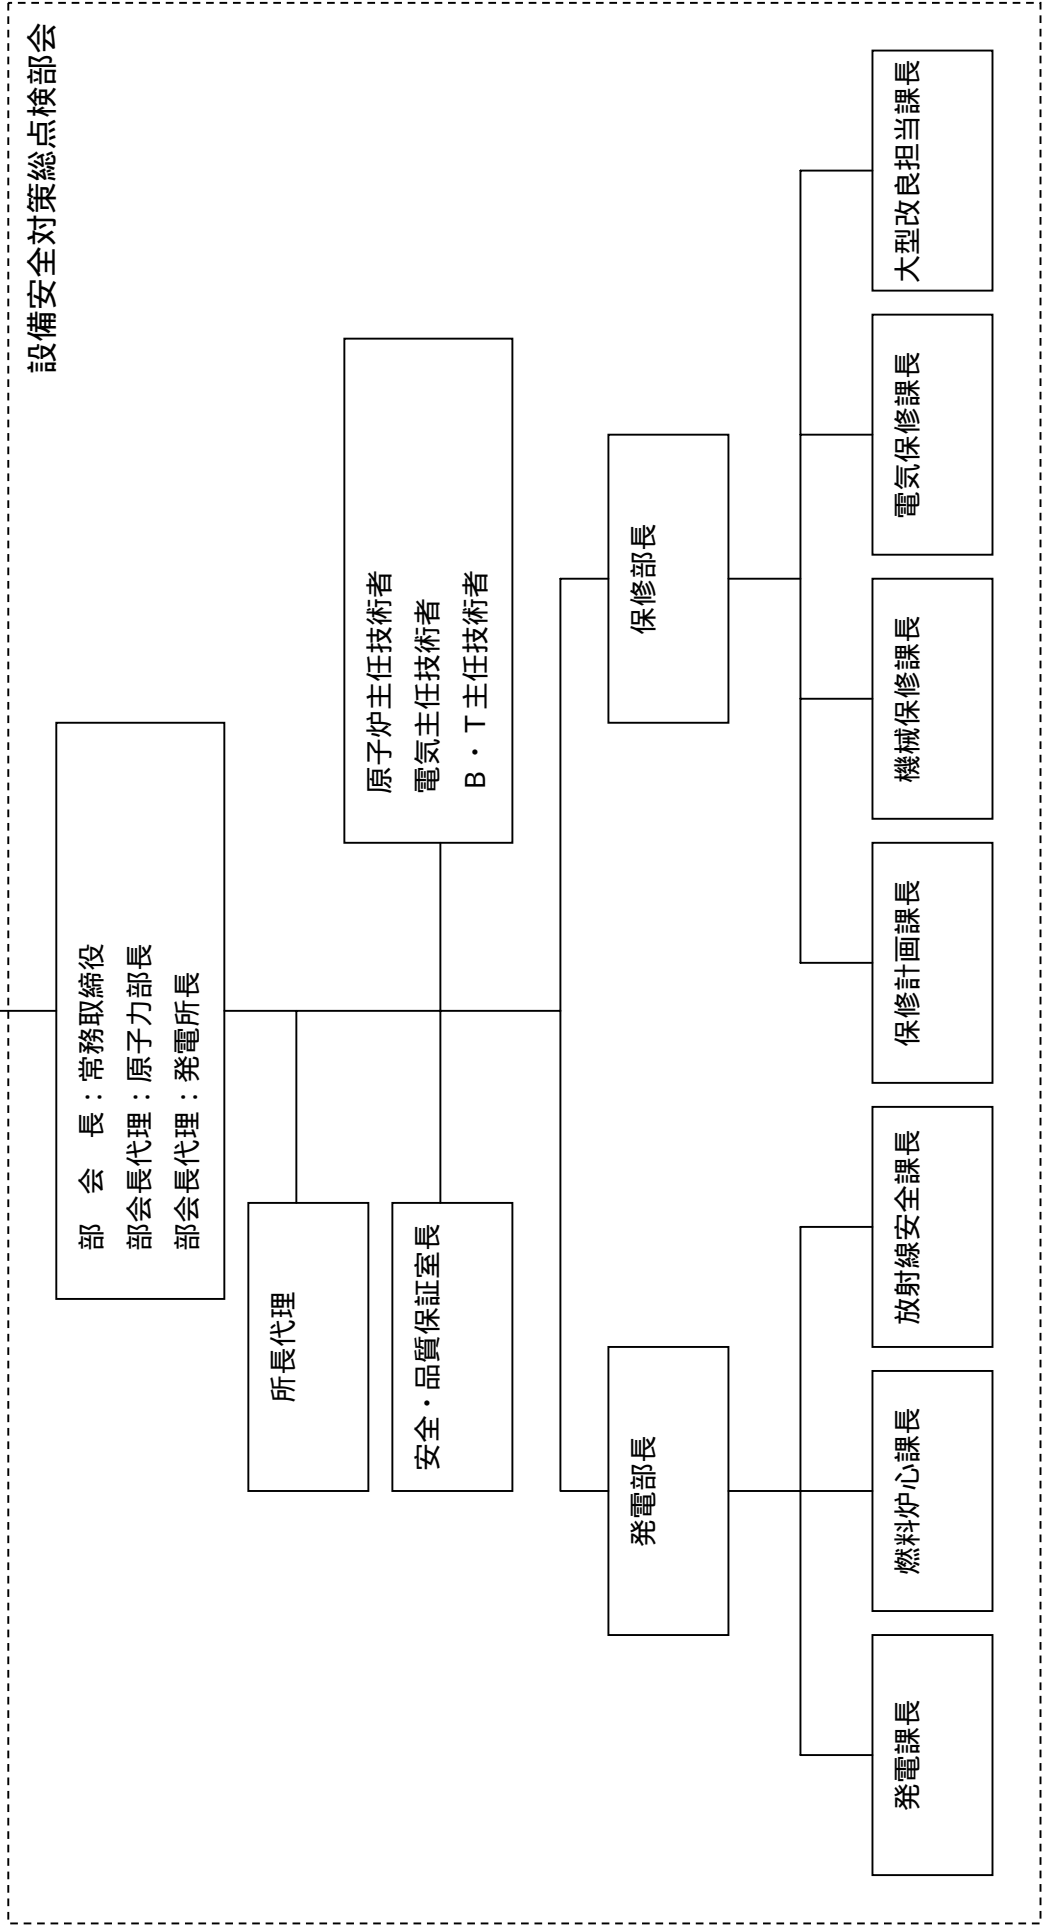 設備安全対策総点検部会
部　会　長：常務取締役
部会長代理：原子力部長
部会長代理：発電所長
所長代理
安全・品質保証室長
原子炉主任技術者
電気主任技術者
B・T主任技術者
発電部長
保修部長
発電課長
燃料炉心課長
放射線安全課長
保修計画課長
機械保修課長
電気保修課長
大型改良担当課長